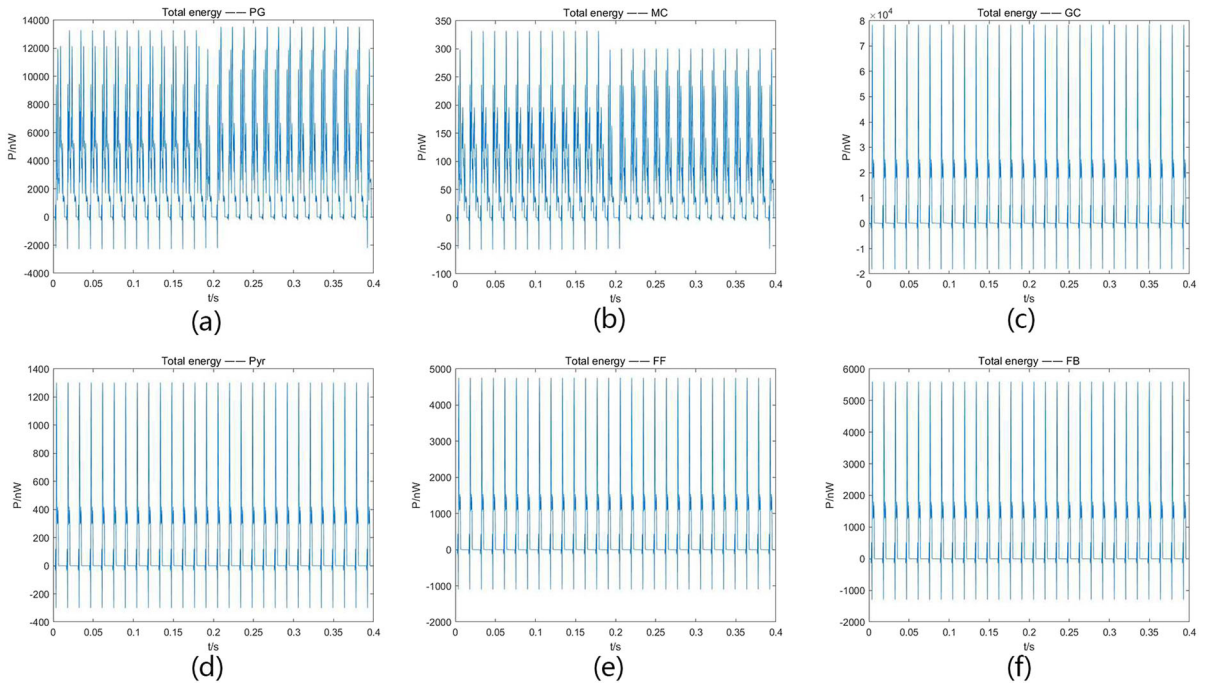 Total energy —— PG
P/nW
14000
12000
10000
8000
6000
4000
2000
0
-2000
-4000
0 0.05 0.1 0.15 0.2 0.25 0.3 0.35 0.4
t/s
(a)
Total energy —— MC
P/nW
350
300
250
200
150
100
50
0
-50
-100
0 0.05 0.1 0.15 0.2 0.25 0.3 0.35 0.4
t/s
(b)
Total energy —— GC
×10⁴
P/nW
8
6
4
2
0
-2
0 0.05 0.1 0.15 0.2 0.25 0.3 0.35 0.4
t/s
(c)
Total energy —— Pyr
P/nW
1400
1200
1000
800
600
400
200
0
-200
-400
0 0.05 0.1 0.15 0.2 0.25 0.3 0.35 0.4
t/s
(d)
Total energy —— FF
P/nW
5000
4000
3000
2000
1000
0
-1000
-2000
0 0.05 0.1 0.15 0.2 0.25 0.3 0.35 0.4
t/s
(e)
Total energy —— FB
P/nW
6000
5000
4000
3000
2000
1000
0
-1000
-2000
0 0.05 0.1 0.15 0.2 0.25 0.3 0.35 0.4
t/s
(f)